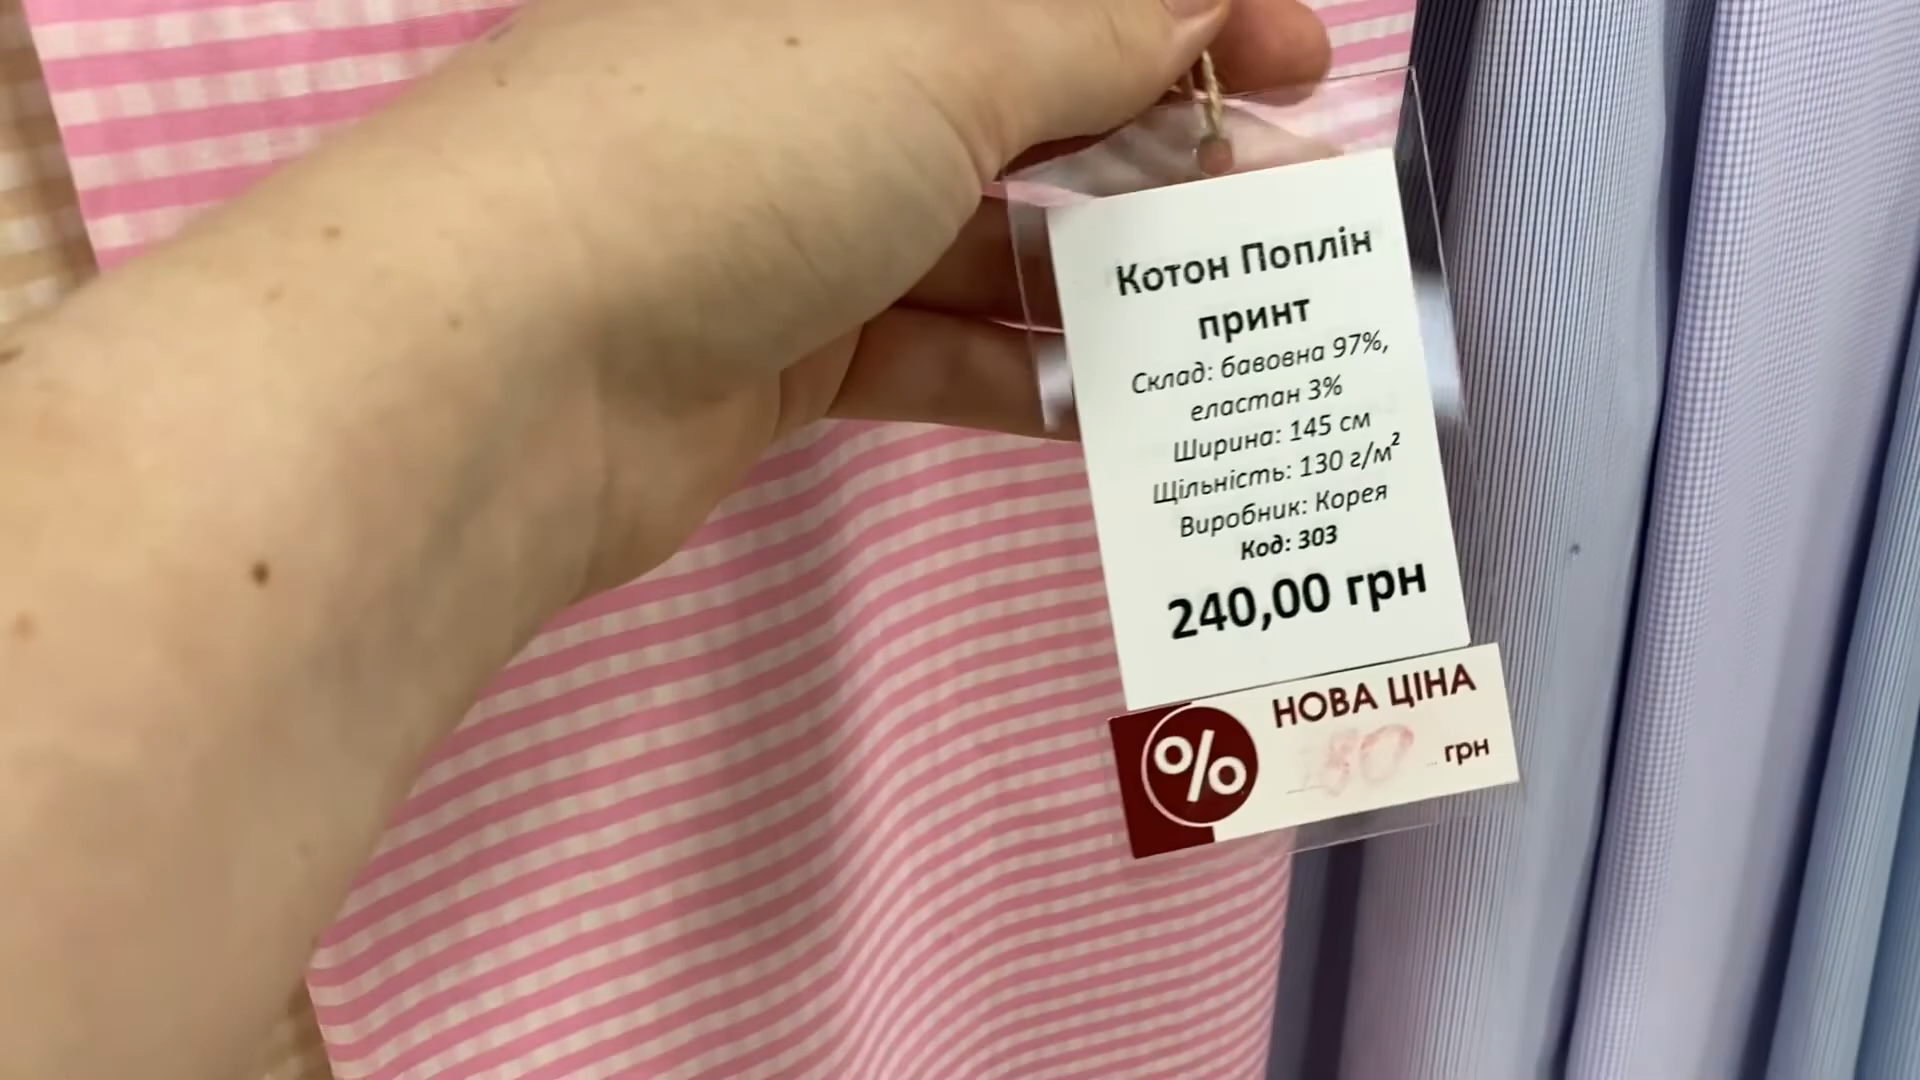 Котон Поплін
принт
Склад: бавовна 97%,
еластан 3%
Ширина: 145 см
Щільність: 130 г/м²
Виробник: Корея
Код: 303
240,00 грн
%
НОВА ЦІНА
грн